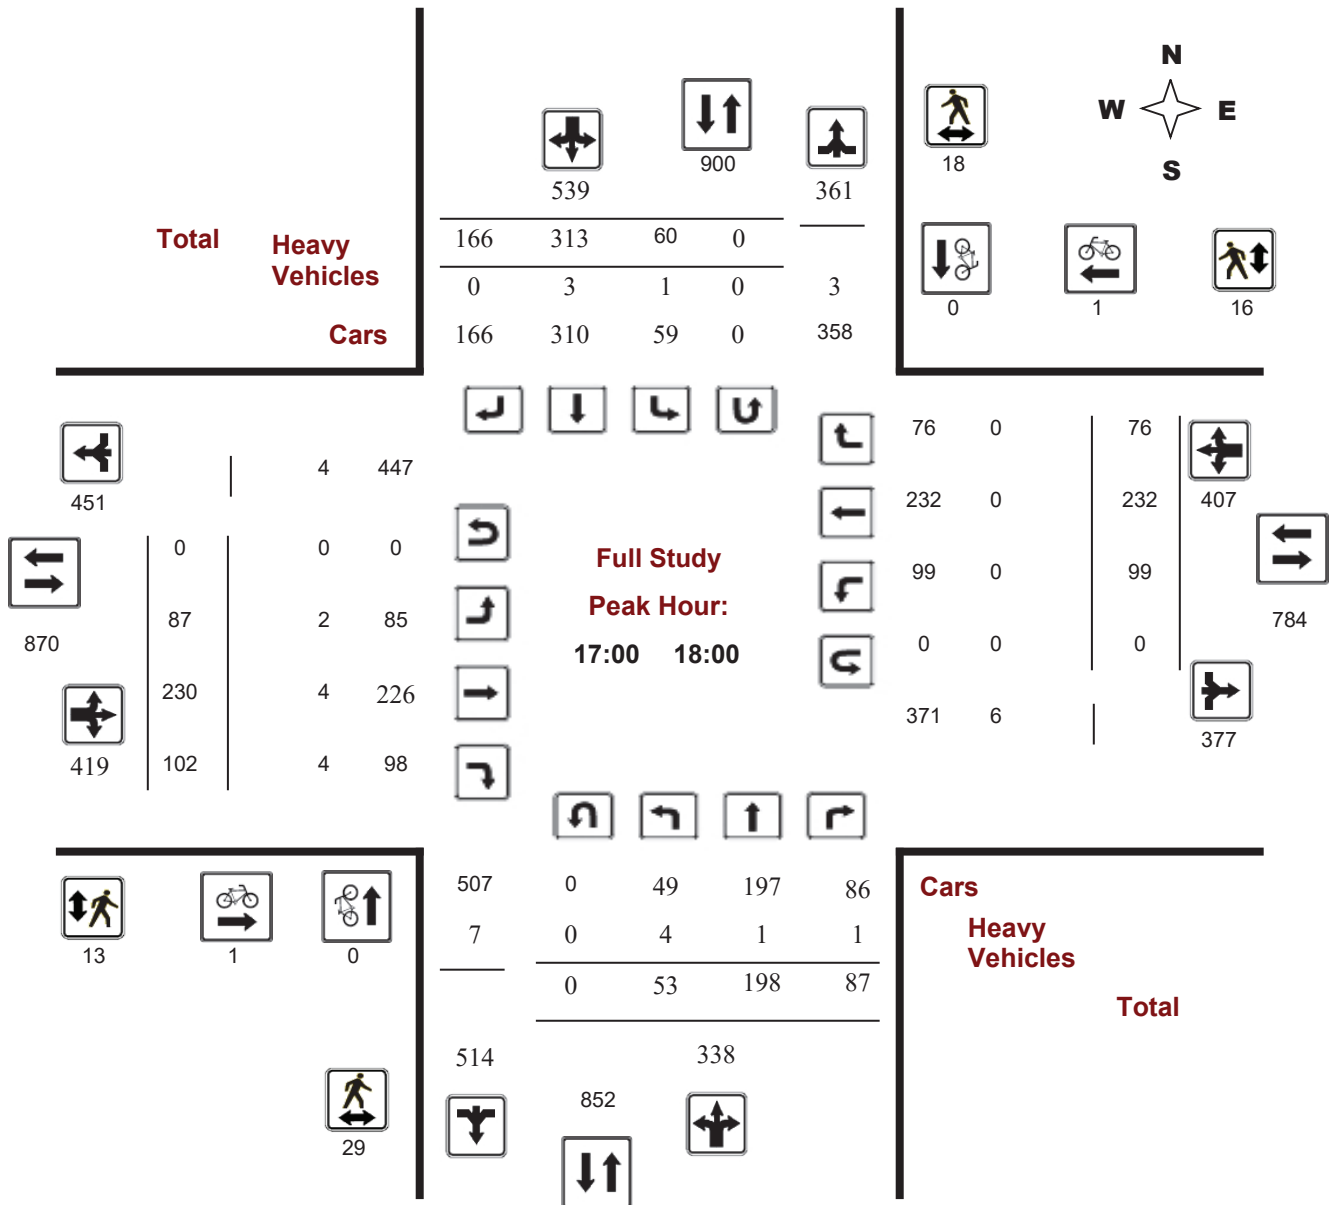 N
W E
S
900
18
539
361
Total
Heavy
Vehicles
Cars
166 313 60 0
0 3 1 0 3
166 310 59 0 358
0 1 16
451
4 447
0 0 0
87 2 85
870
230 4 226
419
102 4 98
Full Study
Peak Hour:
17:00 18:00
76 0 76
232 0 232
407
99 0 99
784
0 0 0
371 6
377
13 1 0
29
507 0 49 197 86
7 0 4 1 1
0 53 198 87
514 338
852
Cars
Heavy
Vehicles
Total